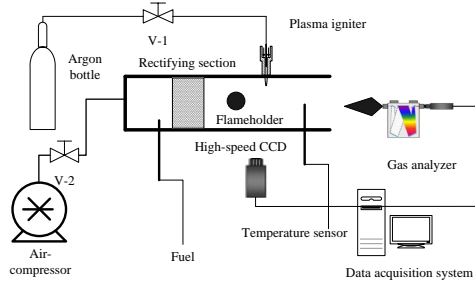 Plasma igniter
V-1
Argon
bottle
Rectifying section
Flameholder
High-speed CCD
Gas analyzer
V-2
Air-
compressor
Fuel
Temperature sensor
Data acquisition system